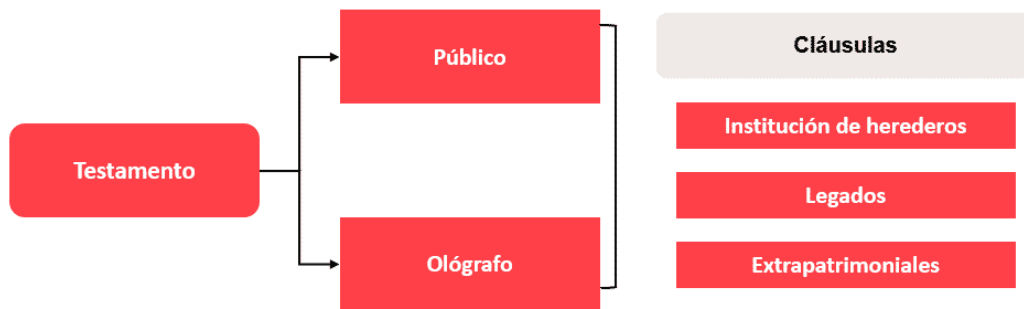 Testamento
Público
Ológrafo
Cláusulas
Institución de herederos
Legados
Extrapatrimoniales